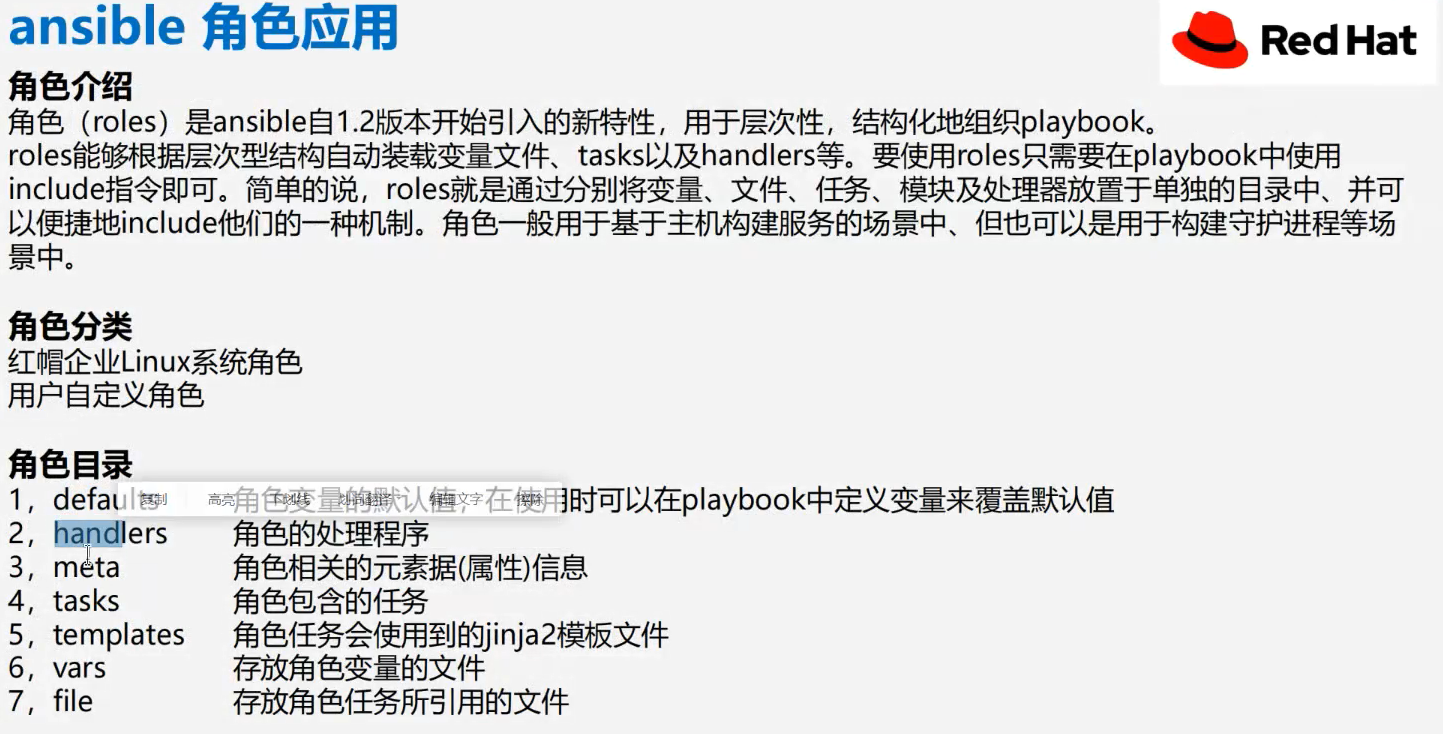 ansible 角色应用
Red Hat
角色介绍
角色（roles）是ansible自1.2版本开始引入的新特性，用于层次性，结构化地组织playbook。
roles能够根据层次型结构自动装载变量文件、tasks以及handlers等。要使用roles只需要在playbook中使用
include指令即可。简单的说，roles就是通过分别将变量、文件、任务、模块及处理器放置于单独的目录中、并可
以便捷地include他们的一种机制。角色一般用于基于主机构建服务的场景中、但也可以是用于构建守护进程等场
景中。
角色分类
红帽企业Linux系统角色
用户自定义角色
角色目录
1，defaults 角色变量的默认值，在使用时可以在playbook中定义变量来覆盖默认值
复制 高亮 下划线 编辑文字 擦除
2，handlers 角色的处理程序
3，meta 角色相关的元素据(属性)信息
4，tasks 角色包含的任务
5，templates 角色任务会使用到的jinja2模板文件
6，vars 存放角色变量的文件
7，file 存放角色任务所引用的文件